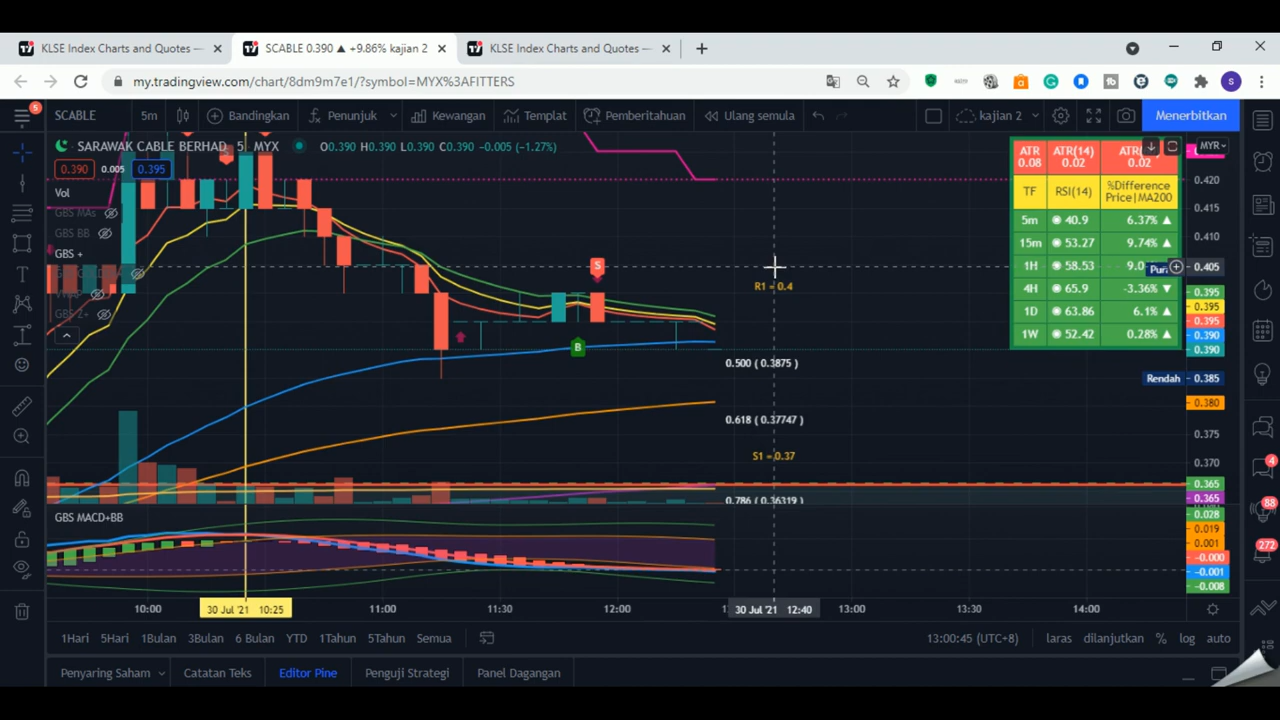 KLSE Index Charts and Quotes —
SCABLE 0.390 ▲ +9.86% kajian 2
KLSE Index Charts and Quotes —
my.tradingview.com/chart/8dm9m7e1/?symbol=MYX%3AFITTERS
5
SCABLE
5m
Bandingkan
Penunjuk
Kewangan
Templat
Pemberitahuan
Ulang semula
kajian 2
Menerbitkan
SARAWAK CABLE BERHAD
5
MYX
O0.390 H0.390 L0.390 C0.390 −0.005 (−1.27%)
0.390
0.005
0.395
Vol
GBS MAs
GBS BB
GBS +
GBS 2+
S
B
R1 = 0.4
0.500 ( 0.3875 )
0.618 ( 0.37747 )
S1 = 0.37
0.786 ( 0.36319 )
GBS MACD+BB
ATR
0.08
ATR(14)
0.02
0.02
TF
RSI(14)
%Difference
Price|MA200
5m 40.9 6.37% ▲
15m 53.27 9.74% ▲
1H 58.53
4H 65.9 -3.36% ▼
1D 63.86 6.1% ▲
1W 52.42 0.28% ▲
MYR
0.420
0.415
0.410
0.405
0.395
0.395
0.395
0.390
0.390
Rendah
0.385
0.380
0.375
0.370
0.365
0.365
0.028
0.019
0.001
−0.000
−0.001
−0.008
4
88
272
10:00
30 Jul '21 10:25
11:00
11:30
12:00
30 Jul '21 12:40
13:00
13:30
14:00
1Hari
5Hari
1Bulan
3Bulan
6 Bulan
YTD
1Tahun
5Tahun
Semua
13:00:45 (UTC+8)
laras
dilanjutkan
%
log
auto
Penyaring Saham
Catatan Teks
Editor Pine
Penguji Strategi
Panel Dagangan